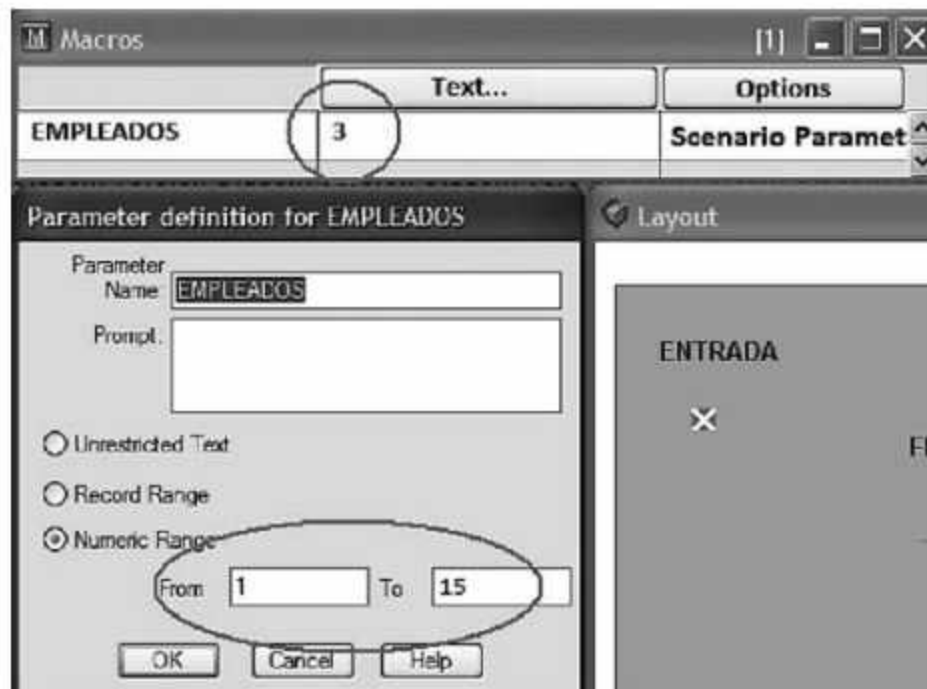 M Macros [1]
Text... Options
EMPLEADOS 3 Scenario Paramet
Parameter definition for EMPLEADOS
Layout
Parameter
Name: EMPLEADOS
Prompt:
ENTRADA
Unrestricted Text
Record Range
Numeric Range
From 1 To 15
OK Cancel Help